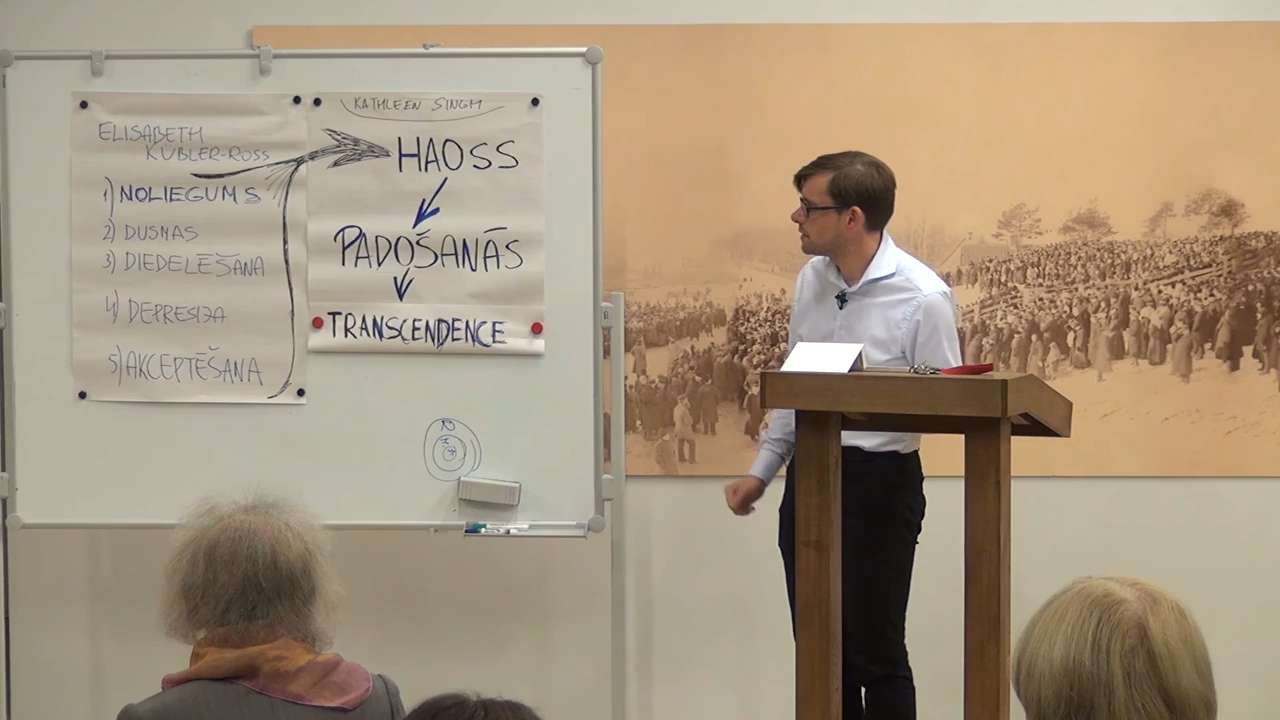 ELISABETH
KÜBLER-ROSS
1) NOLIEGUMS
2) DUSMAS
3) DIEDELĒŠANA
4) DEPRESIJA
5) AKCEPTĒŠANA
KATHLEEN SINGH
HAOSS
PADOŠANĀS
TRANSCENDENCE